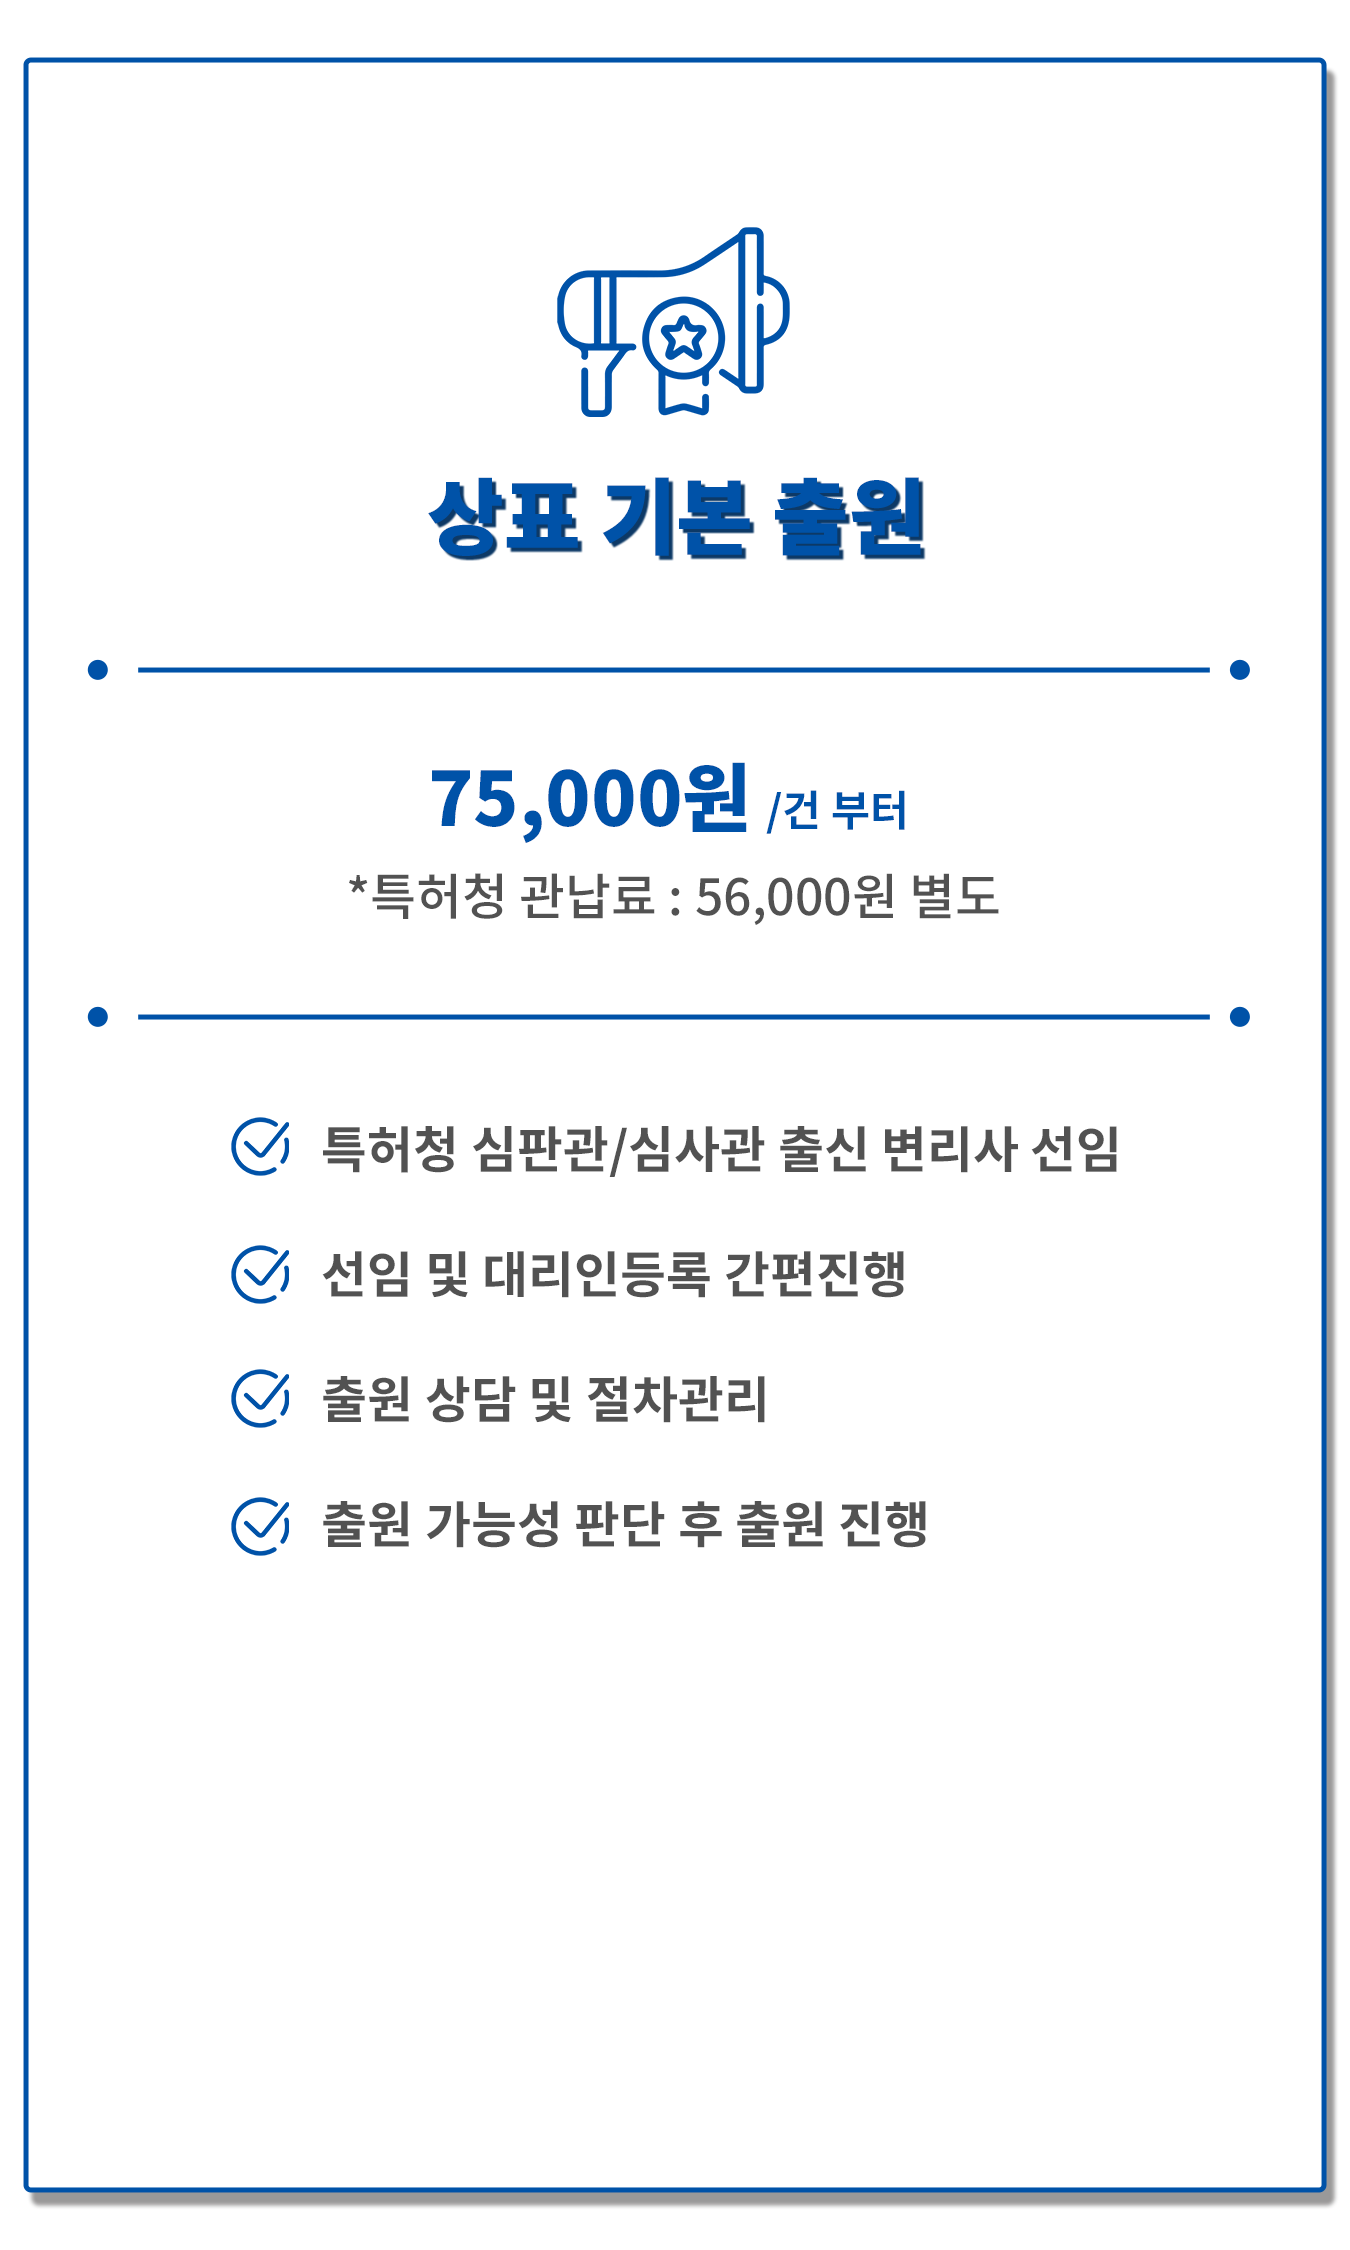 상표 기본 출원
75,000원 /건 부터
*특허청 관납료 : 56,000원 별도
특허청 심판관/심사관 출신 변리사 선임
선임 및 대리인등록 간편진행
출원 상담 및 절차관리
출원 가능성 판단 후 출원 진행